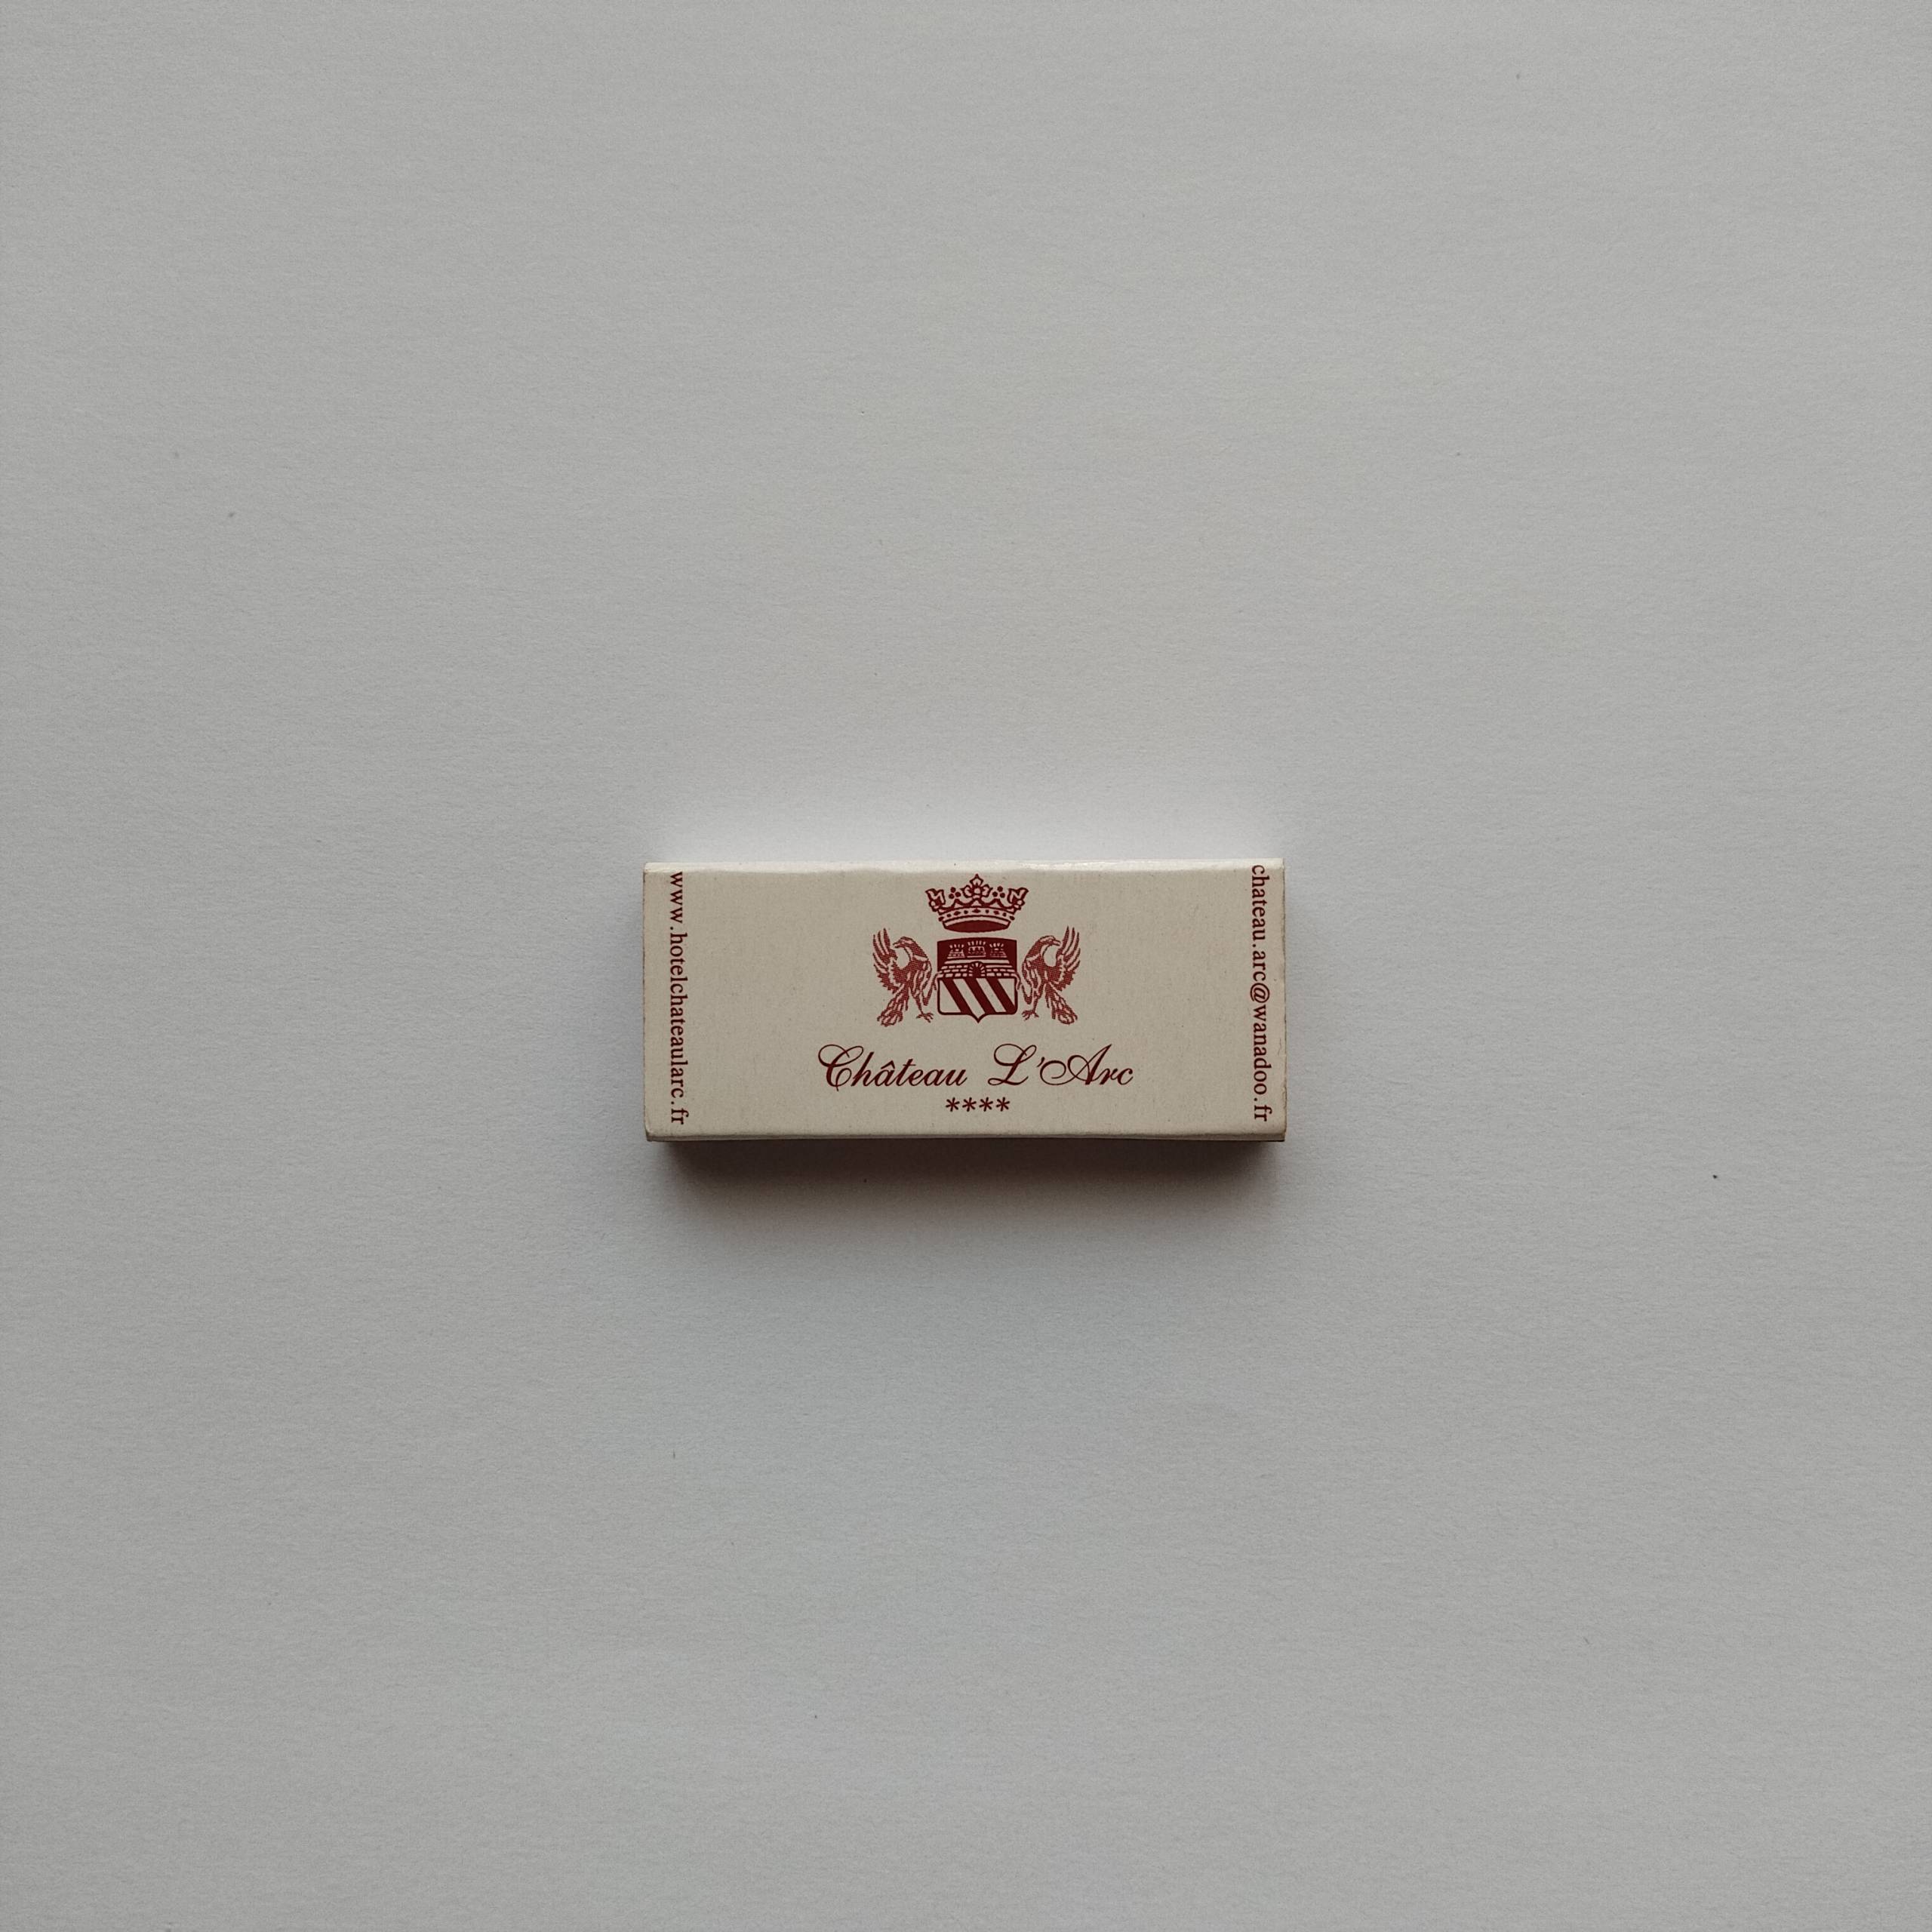 www.hotelchateaularc.fr
Château L'Arc
****
chateau.arc@wanadoo.fr